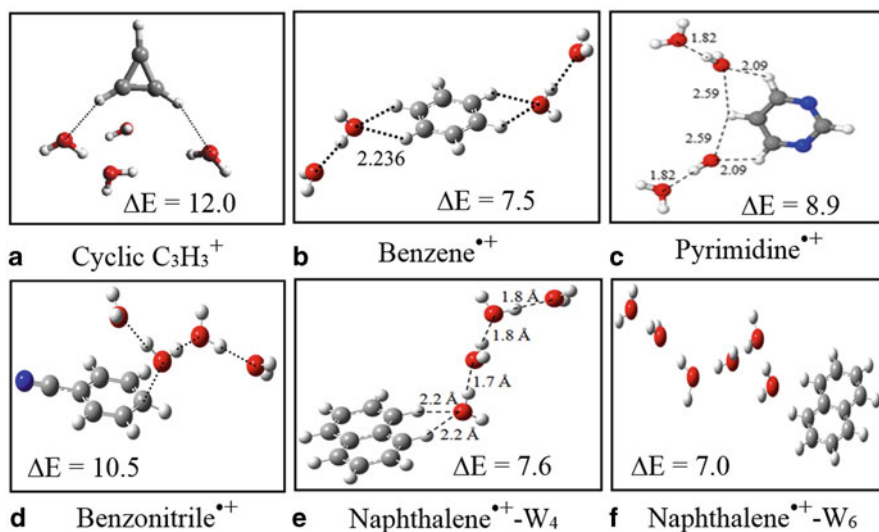 ΔE = 12.0
a Cyclic C₃H₃⁺
2.236
ΔE = 7.5
b Benzene•⁺
1.82
2.09
2.59
2.59
1.82
2.09
ΔE = 8.9
c Pyrimidine•⁺
ΔE = 10.5
d Benzonitrile•⁺
1.8 Å
1.8 Å
1.7 Å
2.2 Å
2.2 Å
ΔE = 7.6
e Naphthalene•⁺-W₄
ΔE = 7.0
f Naphthalene•⁺-W₆